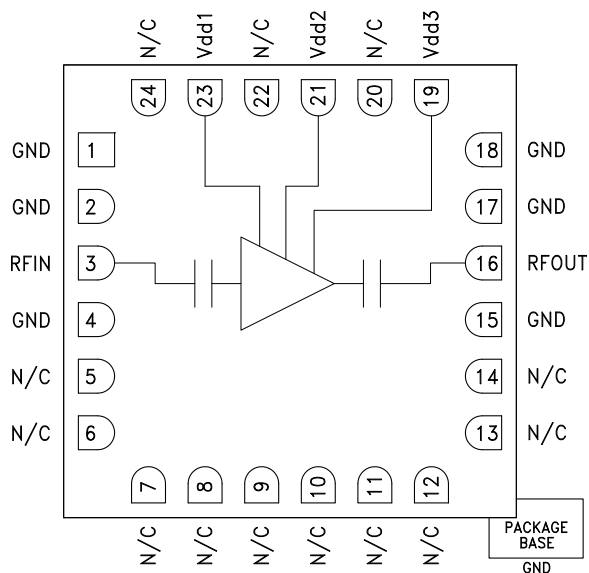 N/C Vdd1 N/C Vdd2 N/C Vdd3
24 23 22 21 20 19
GND 1 18 GND
GND 2 17 GND
RFIN 3 16 RFOUT
GND 4 15 GND
N/C 5 14 N/C
N/C 6 13 N/C
7 8 9 10 11 12
N/C N/C N/C N/C N/C N/C
PACKAGE
BASE
GND